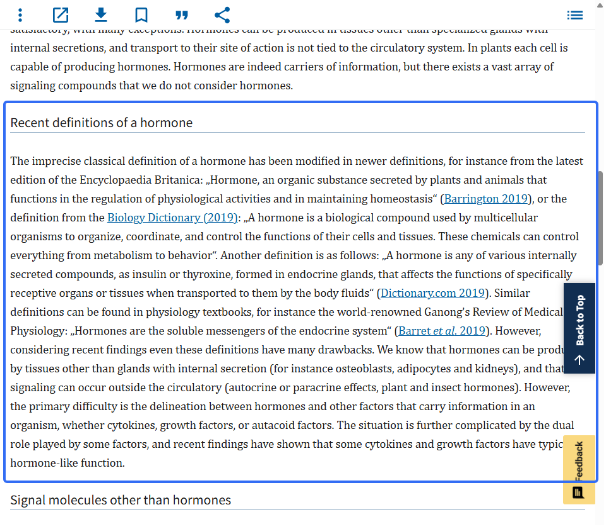 satisfactory, with many exceptions. Hormones can be produced in tissues other than specialized glands with
internal secretions, and transport to their site of action is not tied to the circulatory system. In plants each cell is
capable of producing hormones. Hormones are indeed carriers of information, but there exists a vast array of
signaling compounds that we do not consider hormones.
Recent definitions of a hormone
The imprecise classical definition of a hormone has been modified in newer definitions, for instance from the latest
edition of the Encyclopaedia Britanica: „Hormone, an organic substance secreted by plants and animals that
functions in the regulation of physiological activities and in maintaining homeostasis“ (Barrington 2019), or the
definition from the Biology Dictionary (2019): „A hormone is a biological compound used by multicellular
organisms to organize, coordinate, and control the functions of their cells and tissues. These chemicals can control
everything from metabolism to behavior“. Another definition is as follows: „A hormone is any of various internally
secreted compounds, as insulin or thyroxine, formed in endocrine glands, that affects the functions of specifically
receptive organs or tissues when transported to them by the body fluids“ (Dictionary.com 2019). Similar
definitions can be found in physiology textbooks, for instance the world-renowned Ganong’s Review of Medical
Physiology: „Hormones are the soluble messengers of the endocrine system“ (Barret et al. 2019). However,
considering recent findings even these definitions have many drawbacks. We know that hormones can be produ
by tissues other than glands with internal secretion (for instance osteoblasts, adipocytes and kidneys), and that
signaling can occur outside the circulatory (autocrine or paracrine effects, plant and insect hormones). However,
the primary difficulty is the delineation between hormones and other factors that carry information in an
organism, whether cytokines, growth factors, or autacoid factors. The situation is further complicated by the dual
role played by some factors, and recent findings have shown that some cytokines and growth factors have typic
hormone-like function.
Signal molecules other than hormones
Back to Top
Feedback